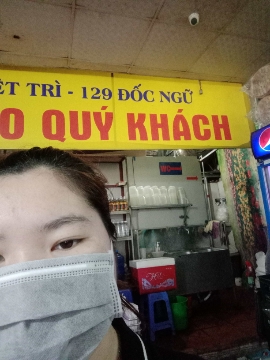 ỆT TRÌ - 129 ĐỐC NGỮ
O QUÝ KHÁCH